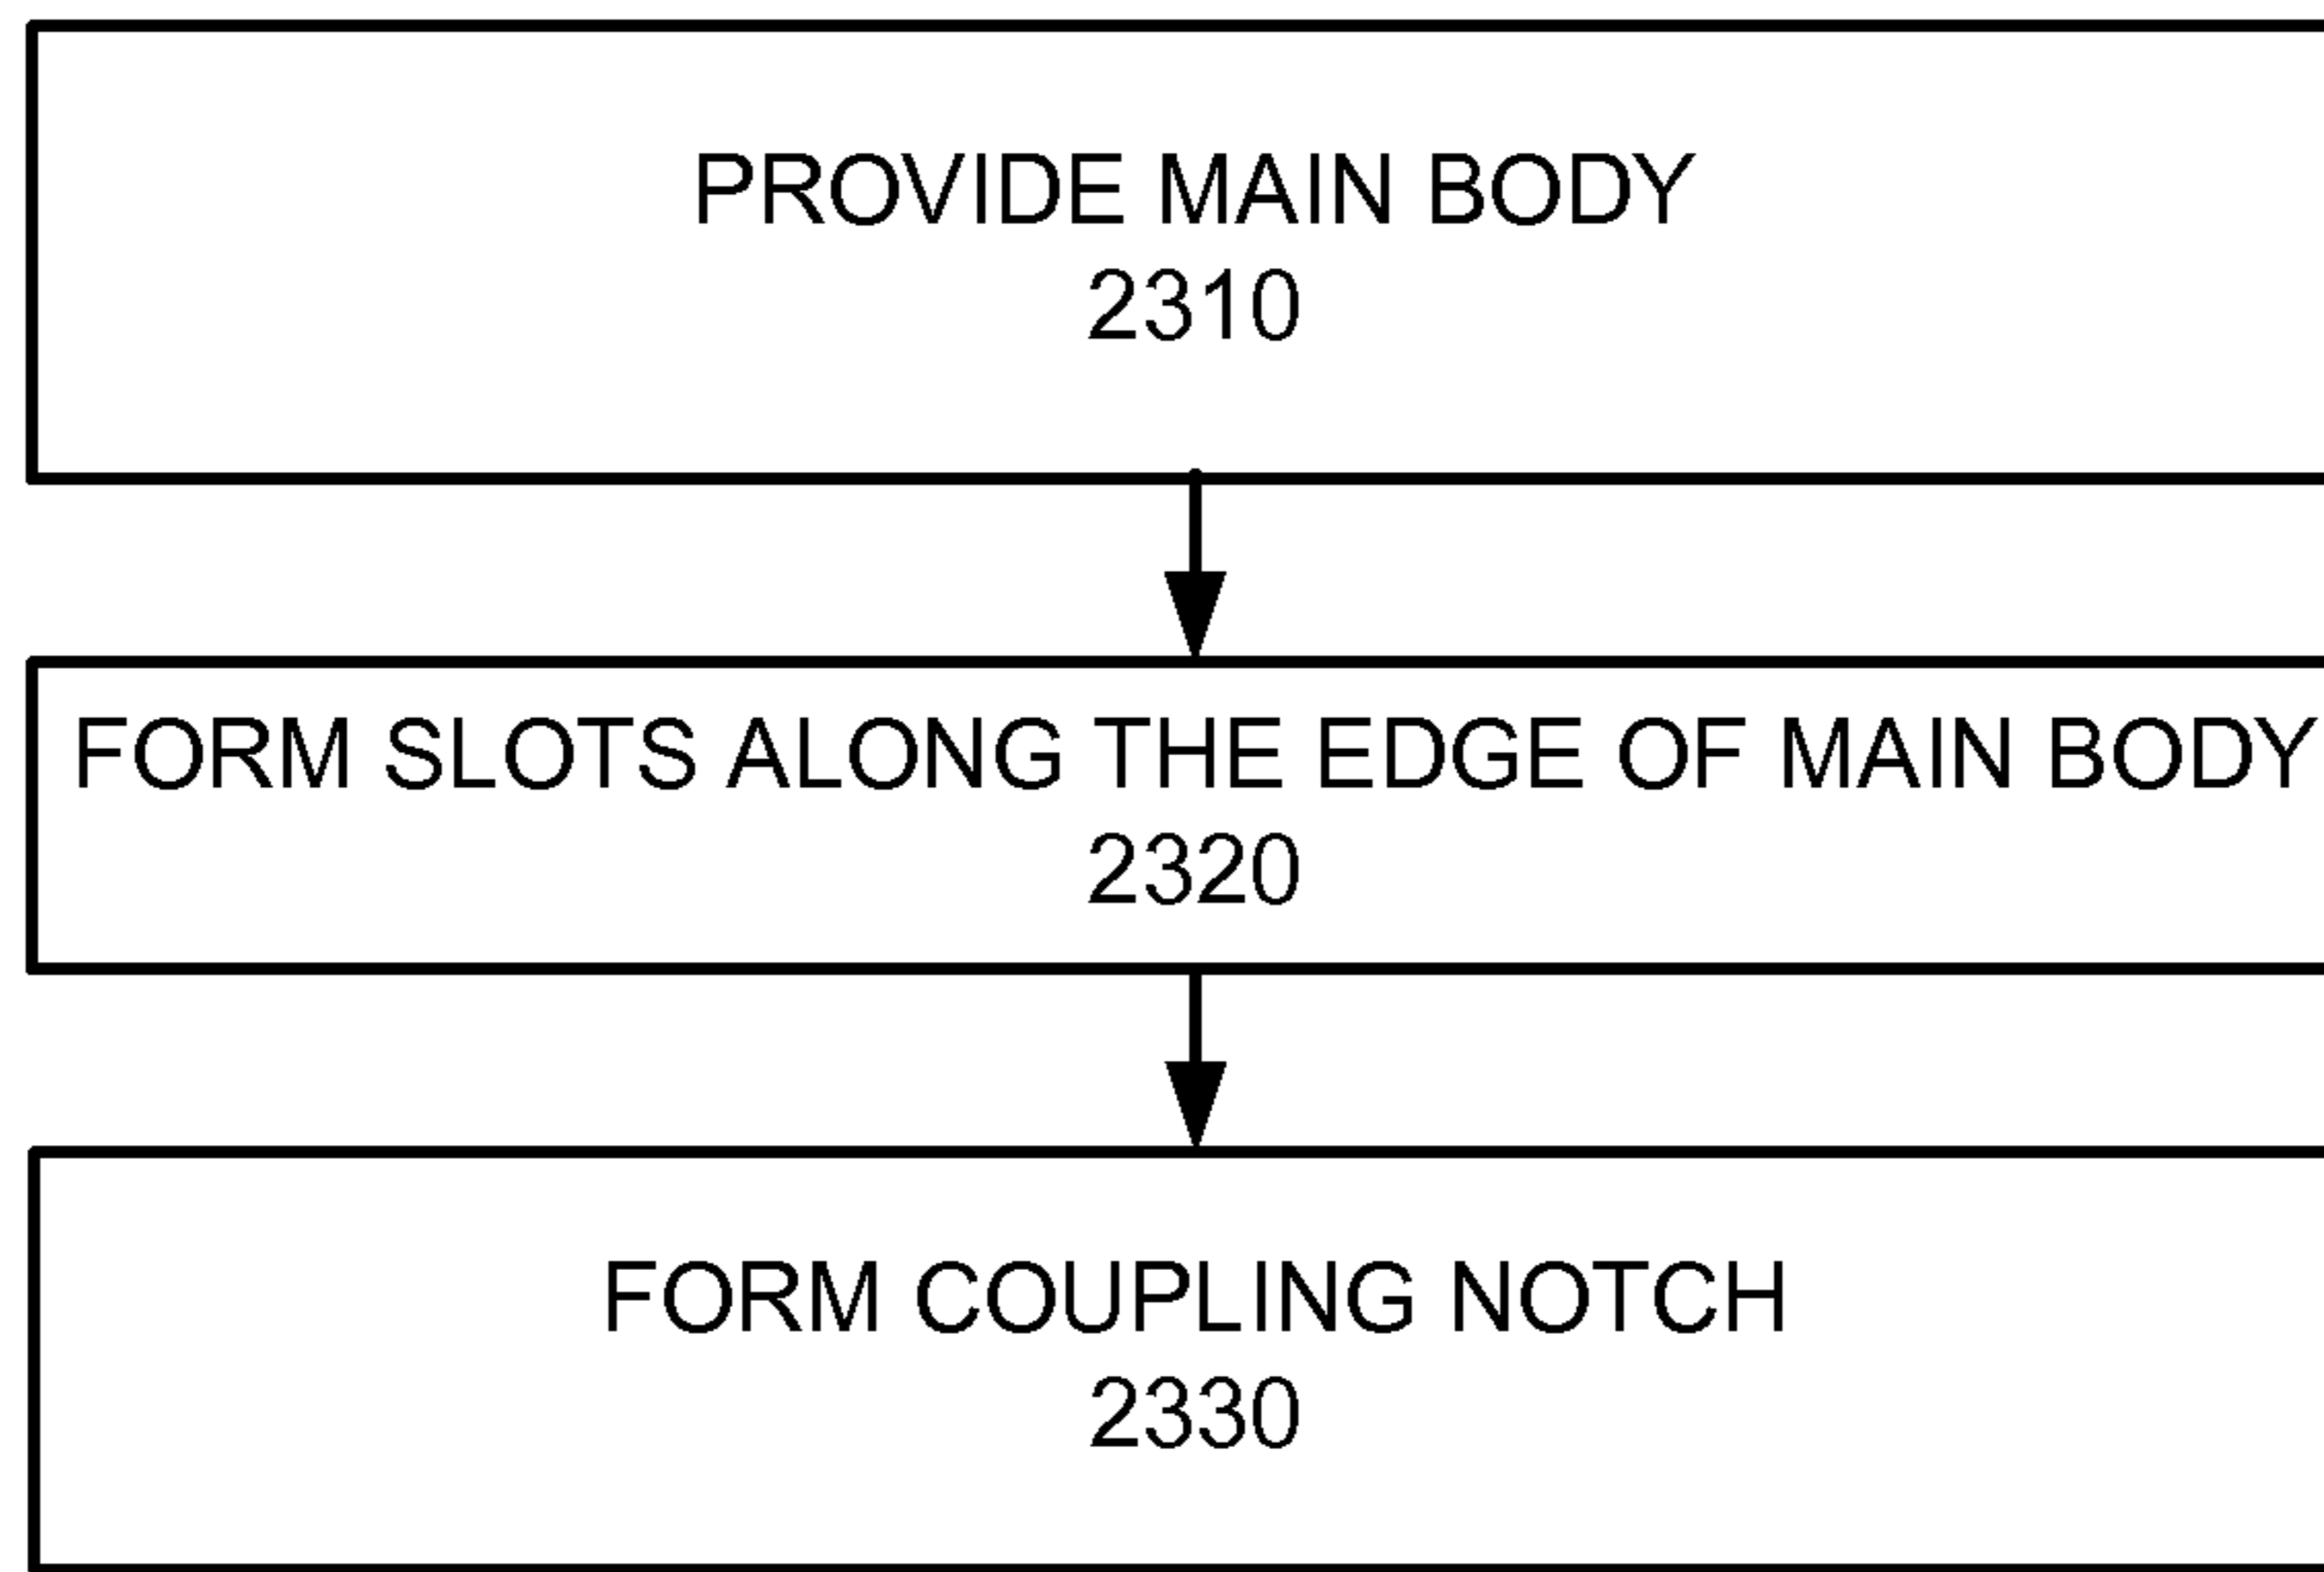 PROVIDE MAIN BODY
2310
FORM SLOTS ALONG THE EDGE OF MAIN BODY
2320
FORM COUPLING NOTCH
2330